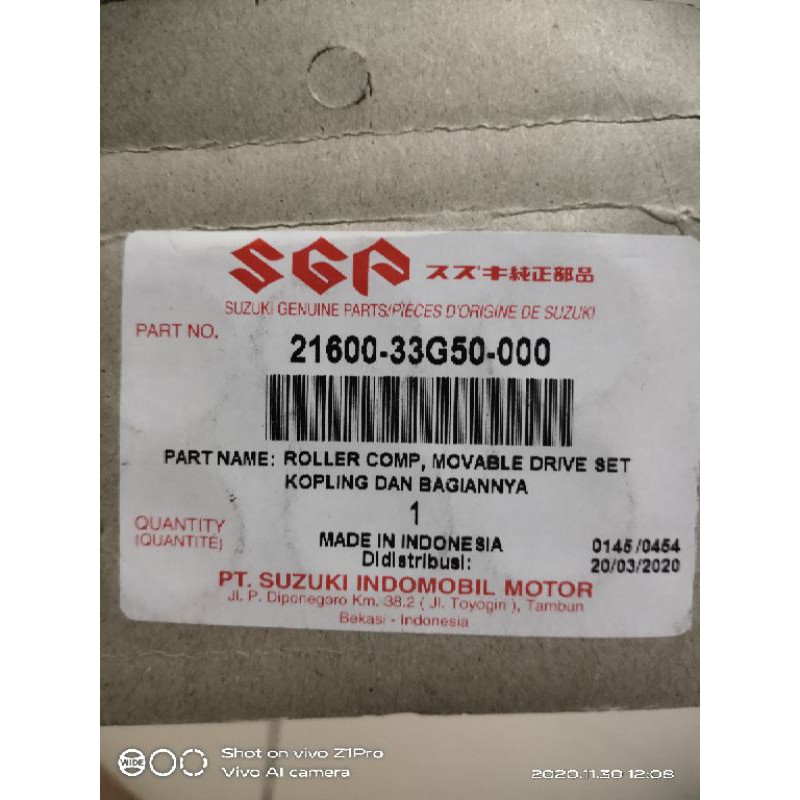 SGP スズキ純正部品
SUZUKI GENUINE PARTS/PIÈCES D'ORIGINE DE SUZUKI
PART NO.
21600-33G50-000
PART NAME: ROLLER COMP, MOVABLE DRIVE SET
KOPLING DAN BAGIANNYA
1
QUANTITY
(QUANTITÉ)
MADE IN INDONESIA
0145/0454
Didistribusi:
20/03/2020
PT. SUZUKI INDOMOBIL MOTOR
Jl. P. Diponegoro Km. 38.2 ( Jl. Toyogiri ), Tambun
Bekasi - Indonesia
WIDE
Shot on vivo Z1Pro
Vivo AI camera
2020.11.30 12:08